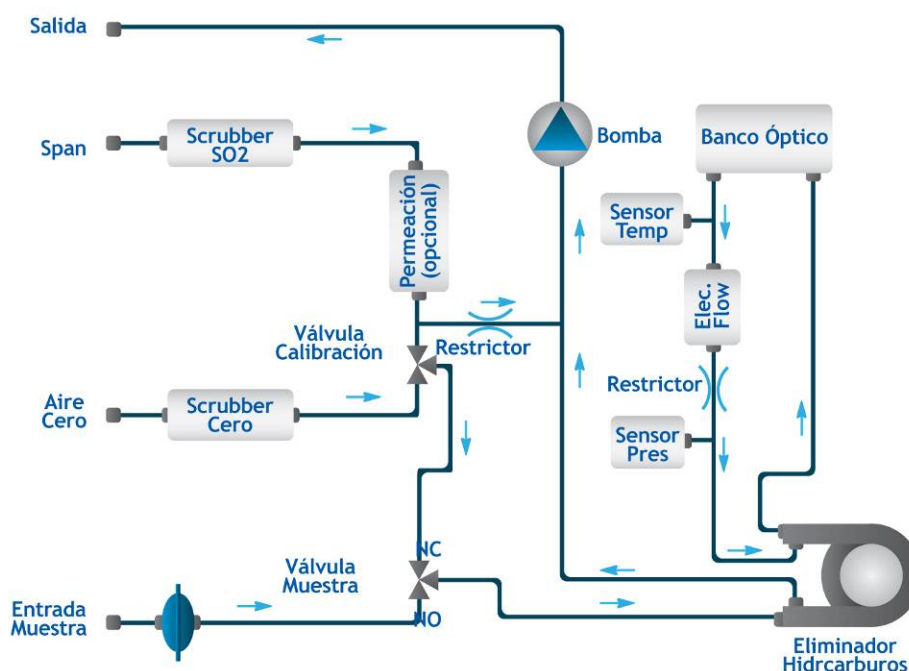 Salida
Span
Scrubber
SO2
Permeación
(opcional)
Bomba
Banco Óptico
Sensor
Temp
Elec.
Flow
Válvula
Calibración
Restrictor
Restrictor
Aire
Cero
Scrubber
Cero
Sensor
Pres
NC
Válvula
Muestra
NO
Entrada
Muestra
Eliminador
Hidrcarburos